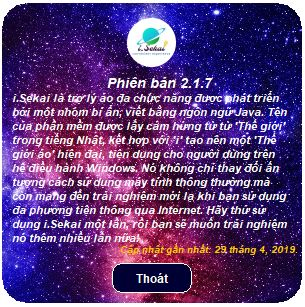 i.Sekai
Phiên bản 2.1.7
i.Sekai là trợ lý ảo đa chức năng được phát triển
bởi một nhóm bí ẩn; viết bằng ngôn ngữ Java. Tên
của phần mềm được lấy cảm hứng từ từ 'Thế giới'
trong tiếng Nhật, kết hợp với 'i' tạo nên một 'Thế
giới ảo' hiện đại, tiện dụng cho người dùng trên
hệ điều hành Windows. Nó không chỉ thay đổi ấn
tượng cách sử dụng máy tính thông thường mà
còn mang đến trải nghiệm mới lạ khi bạn sử dụng
đa phương tiện thông qua Internet. Hãy thử sử
dụng i.Sekai một lần, rồi bạn sẽ muốn trải nghiệm
nó thêm nhiều lần nữa!
Cập nhật gần nhất: 29 tháng 4, 2019.
Thoát